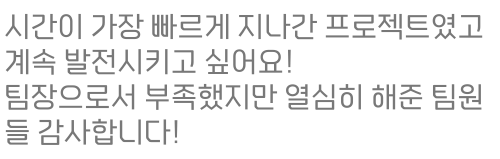 시간이 가장 빠르게 지나간 프로젝트였고
계속 발전시키고 싶어요!
팀장으로서 부족했지만 열심히 해준 팀원
들 감사합니다!